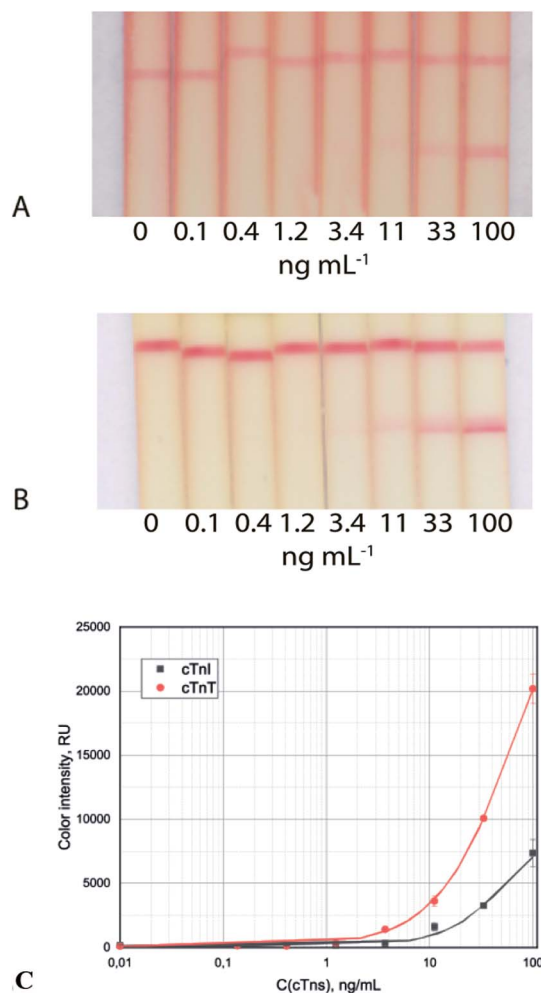 A
0 0.1 0.4 1.2 3.4 11 33 100
ng mL⁻¹
B
0 0.1 0.4 1.2 3.4 11 33 100
ng mL⁻¹
25000
20000
15000
10000
5000
0
Color intensity, RU
cTnI
cTnT
0,01 0,1 1 10 100
C
C(cTns), ng/mL